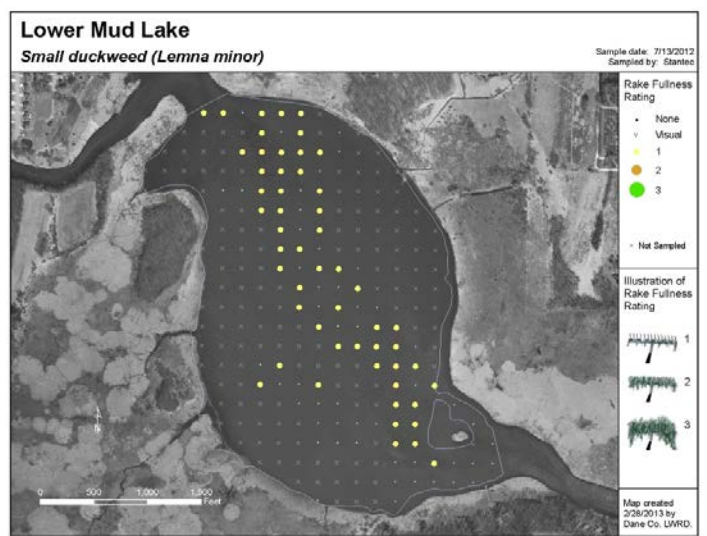 Lower Mud Lake
Small duckweed (Lemna minor)
Sample date: 7/13/2012
Sampled by: Stantec
Rake Fullness
Rating
None
Visual
1
2
3
Not Sampled
Illustration of
Rake Fullness
Rating
1
2
3
N
0 500 1,000 1,500
Feet
Map created
2/28/2013 by
Dane Co. LWRD.